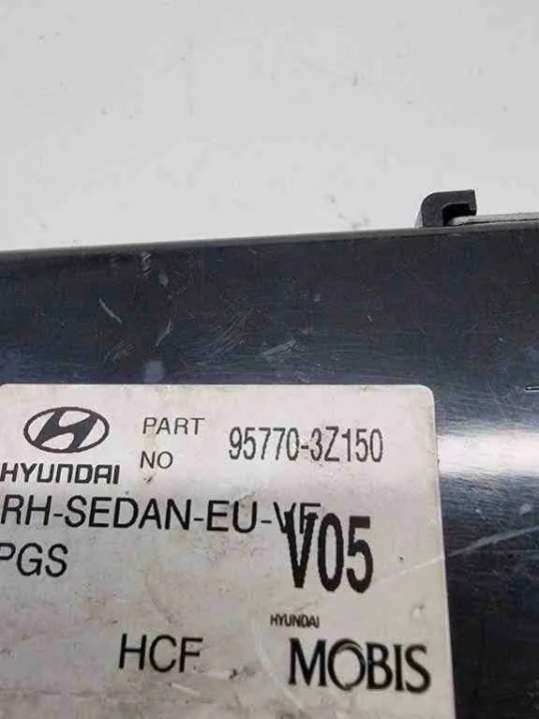 PART
NO 95770-3Z150
HYUNDAI
RH-SEDAN-EU-VF
PGS V05
HCF
HYUNDAI
MOBIS